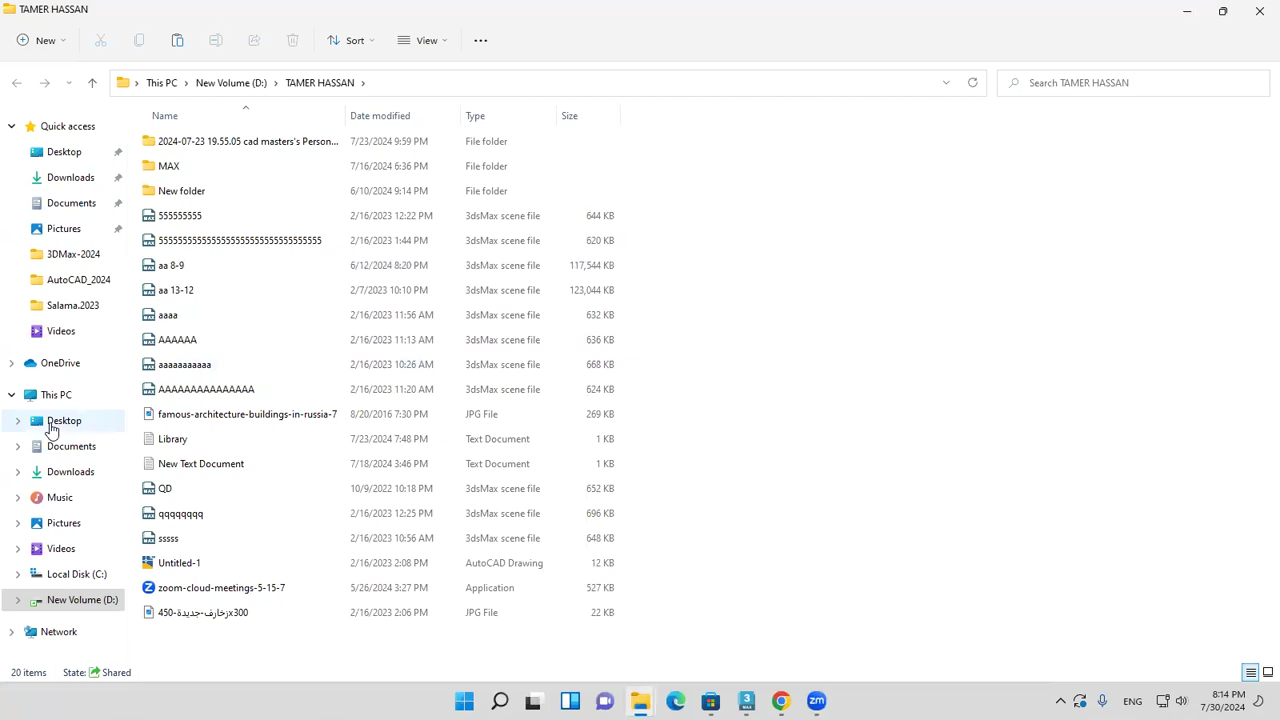 TAMER HASSAN
New
Sort
View
This PC > New Volume (D:) > TAMER HASSAN >
Search TAMER HASSAN
Name Date modified Type Size
Quick access
Desktop
Downloads
Documents
Pictures
3DMax-2024
AutoCAD_2024
Salama.2023
Videos
OneDrive
This PC
Desktop
Documents
Downloads
Music
Pictures
Videos
Local Disk (C:)
New Volume (D:)
Network
2024-07-23 19.55.05 cad masters's Person... 7/23/2024 9:59 PM File folder
MAX 7/16/2024 6:36 PM File folder
New folder 6/10/2024 9:14 PM File folder
555555555 2/16/2023 12:22 PM 3dsMax scene file 644 KB
2/16/2023 1:44 PM 3dsMax scene file 620 KB
aa 8-9 6/12/2024 8:20 PM 3dsMax scene file 117,544 KB
aa 13-12 2/7/2023 10:10 PM 3dsMax scene file 123,044 KB
aaaa 2/16/2023 11:56 AM 3dsMax scene file 632 KB
AAAAAA 2/16/2023 11:13 AM 3dsMax scene file 636 KB
aaaaaaaaaaa 2/16/2023 10:26 AM 3dsMax scene file 668 KB
AAAAAAAAAAAAAAA 2/16/2023 11:20 AM 3dsMax scene file 624 KB
famous-architecture-buildings-in-russia-7 8/20/2016 7:30 PM JPG File 269 KB
Library 7/23/2024 7:48 PM Text Document 1 KB
New Text Document 7/18/2024 3:46 PM Text Document 1 KB
QD 10/9/2022 10:18 PM 3dsMax scene file 652 KB
qqqqqqqq 2/16/2023 12:25 PM 3dsMax scene file 696 KB
sssss 2/16/2023 10:56 AM 3dsMax scene file 648 KB
Untitled-1 2/16/2023 2:08 PM AutoCAD Drawing 12 KB
zoom-cloud-meetings-5-15-7 5/26/2024 3:27 PM Application 527 KB
زخارف-جديدة-450x300 2/16/2023 2:06 PM JPG File 22 KB
20 items State: Shared
3
MAX
zm
ENG
8:14 PM
7/30/2024